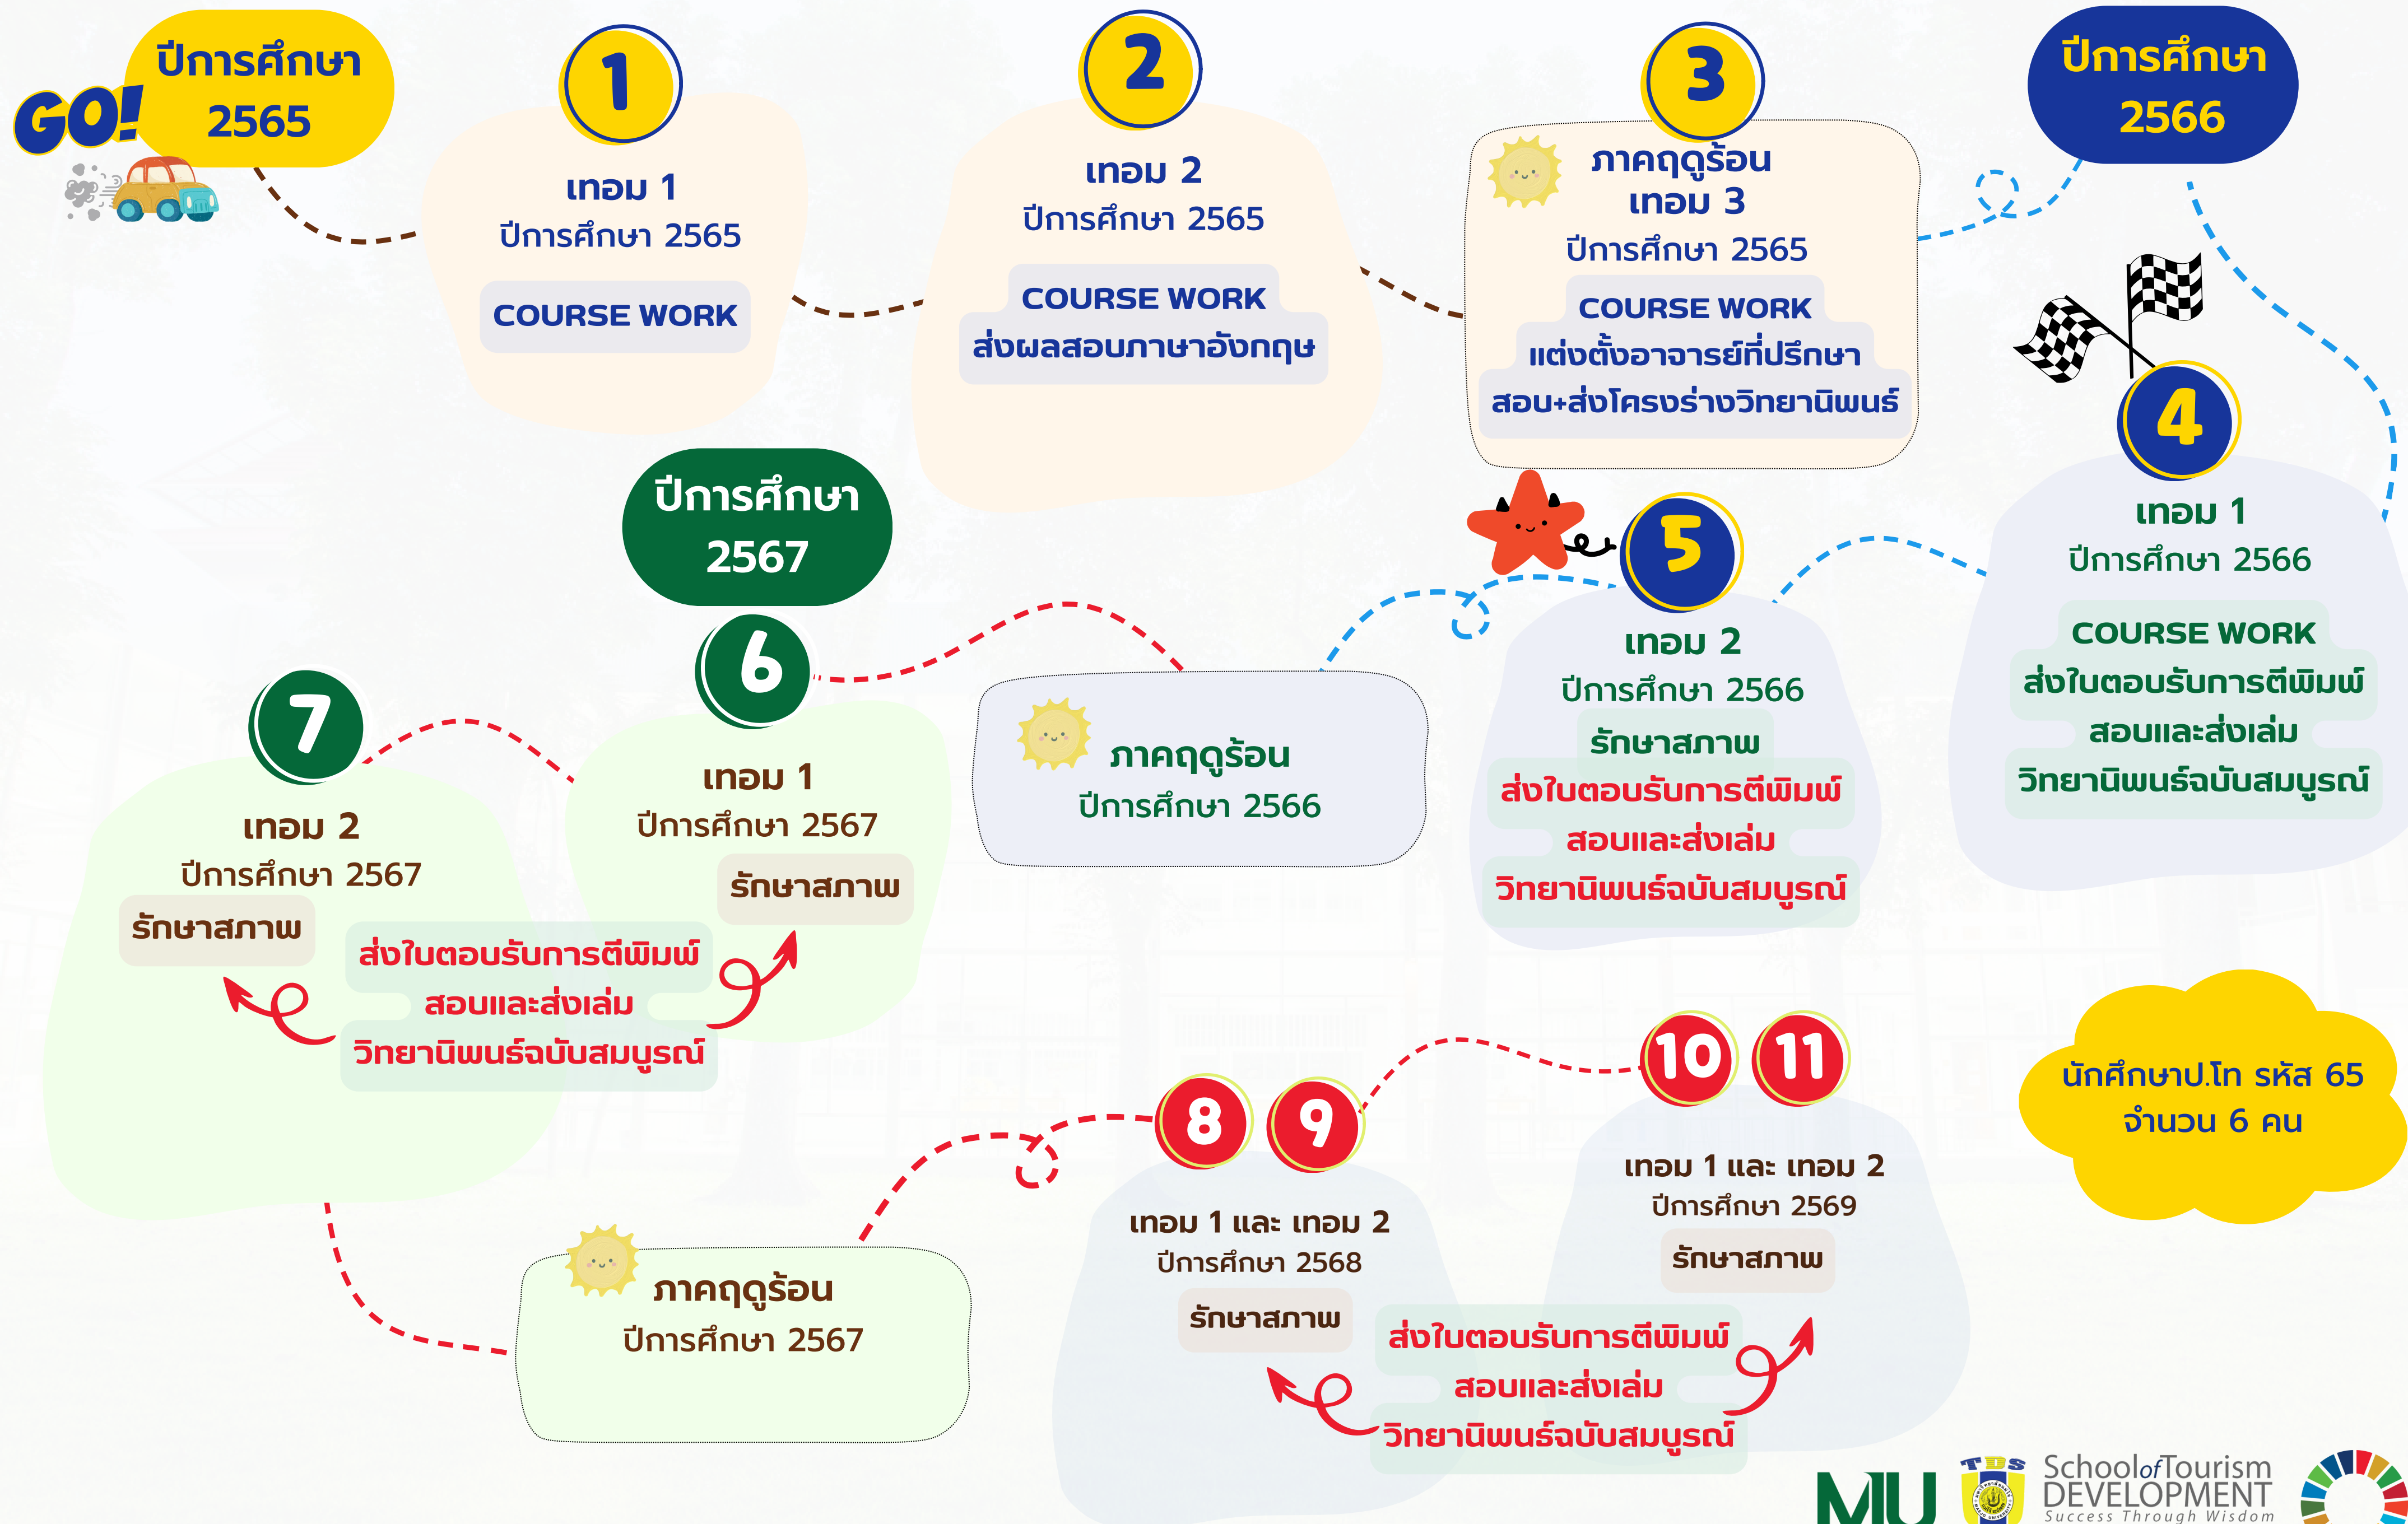 GO!
ปีการศึกษา
2565
1
เทอม 1
ปีการศึกษา 2565
COURSE WORK
2
เทอม 2
ปีการศึกษา 2565
COURSE WORK
ส่งผลสอบภาษาอังกฤษ
3
ภาคฤดูร้อน
เทอม 3
ปีการศึกษา 2565
COURSE WORK
แต่งตั้งอาจารย์ที่ปรึกษา
สอบ+ส่งโครงร่างวิทยานิพนธ์
ปีการศึกษา
2566
4
เทอม 1
ปีการศึกษา 2566
COURSE WORK
ส่งใบตอบรับการตีพิมพ์
สอบและส่งเล่ม
วิทยานิพนธ์ฉบับสมบูรณ์
5
เทอม 2
ปีการศึกษา 2566
รักษาสภาพ
ส่งใบตอบรับการตีพิมพ์
สอบและส่งเล่ม
วิทยานิพนธ์ฉบับสมบูรณ์
ภาคฤดูร้อน
ปีการศึกษา 2566
ปีการศึกษา
2567
6
เทอม 1
ปีการศึกษา 2567
รักษาสภาพ
7
เทอม 2
ปีการศึกษา 2567
รักษาสภาพ
ส่งใบตอบรับการตีพิมพ์
สอบและส่งเล่ม
วิทยานิพนธ์ฉบับสมบูรณ์
ภาคฤดูร้อน
ปีการศึกษา 2567
8 9
เทอม 1 และ เทอม 2
ปีการศึกษา 2568
รักษาสภาพ
10 11
เทอม 1 และ เทอม 2
ปีการศึกษา 2569
รักษาสภาพ
ส่งใบตอบรับการตีพิมพ์
สอบและส่งเล่ม
วิทยานิพนธ์ฉบับสมบูรณ์
นักศึกษาป.โท รหัส 65
จำนวน 6 คน
MJU
TDS
School of Tourism
DEVELOPMENT
Success Through Wisdom